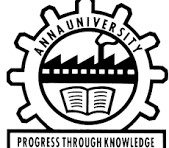 ANNA UNIVERSITY
PROGRESS THROUGH KNOWLEDGE